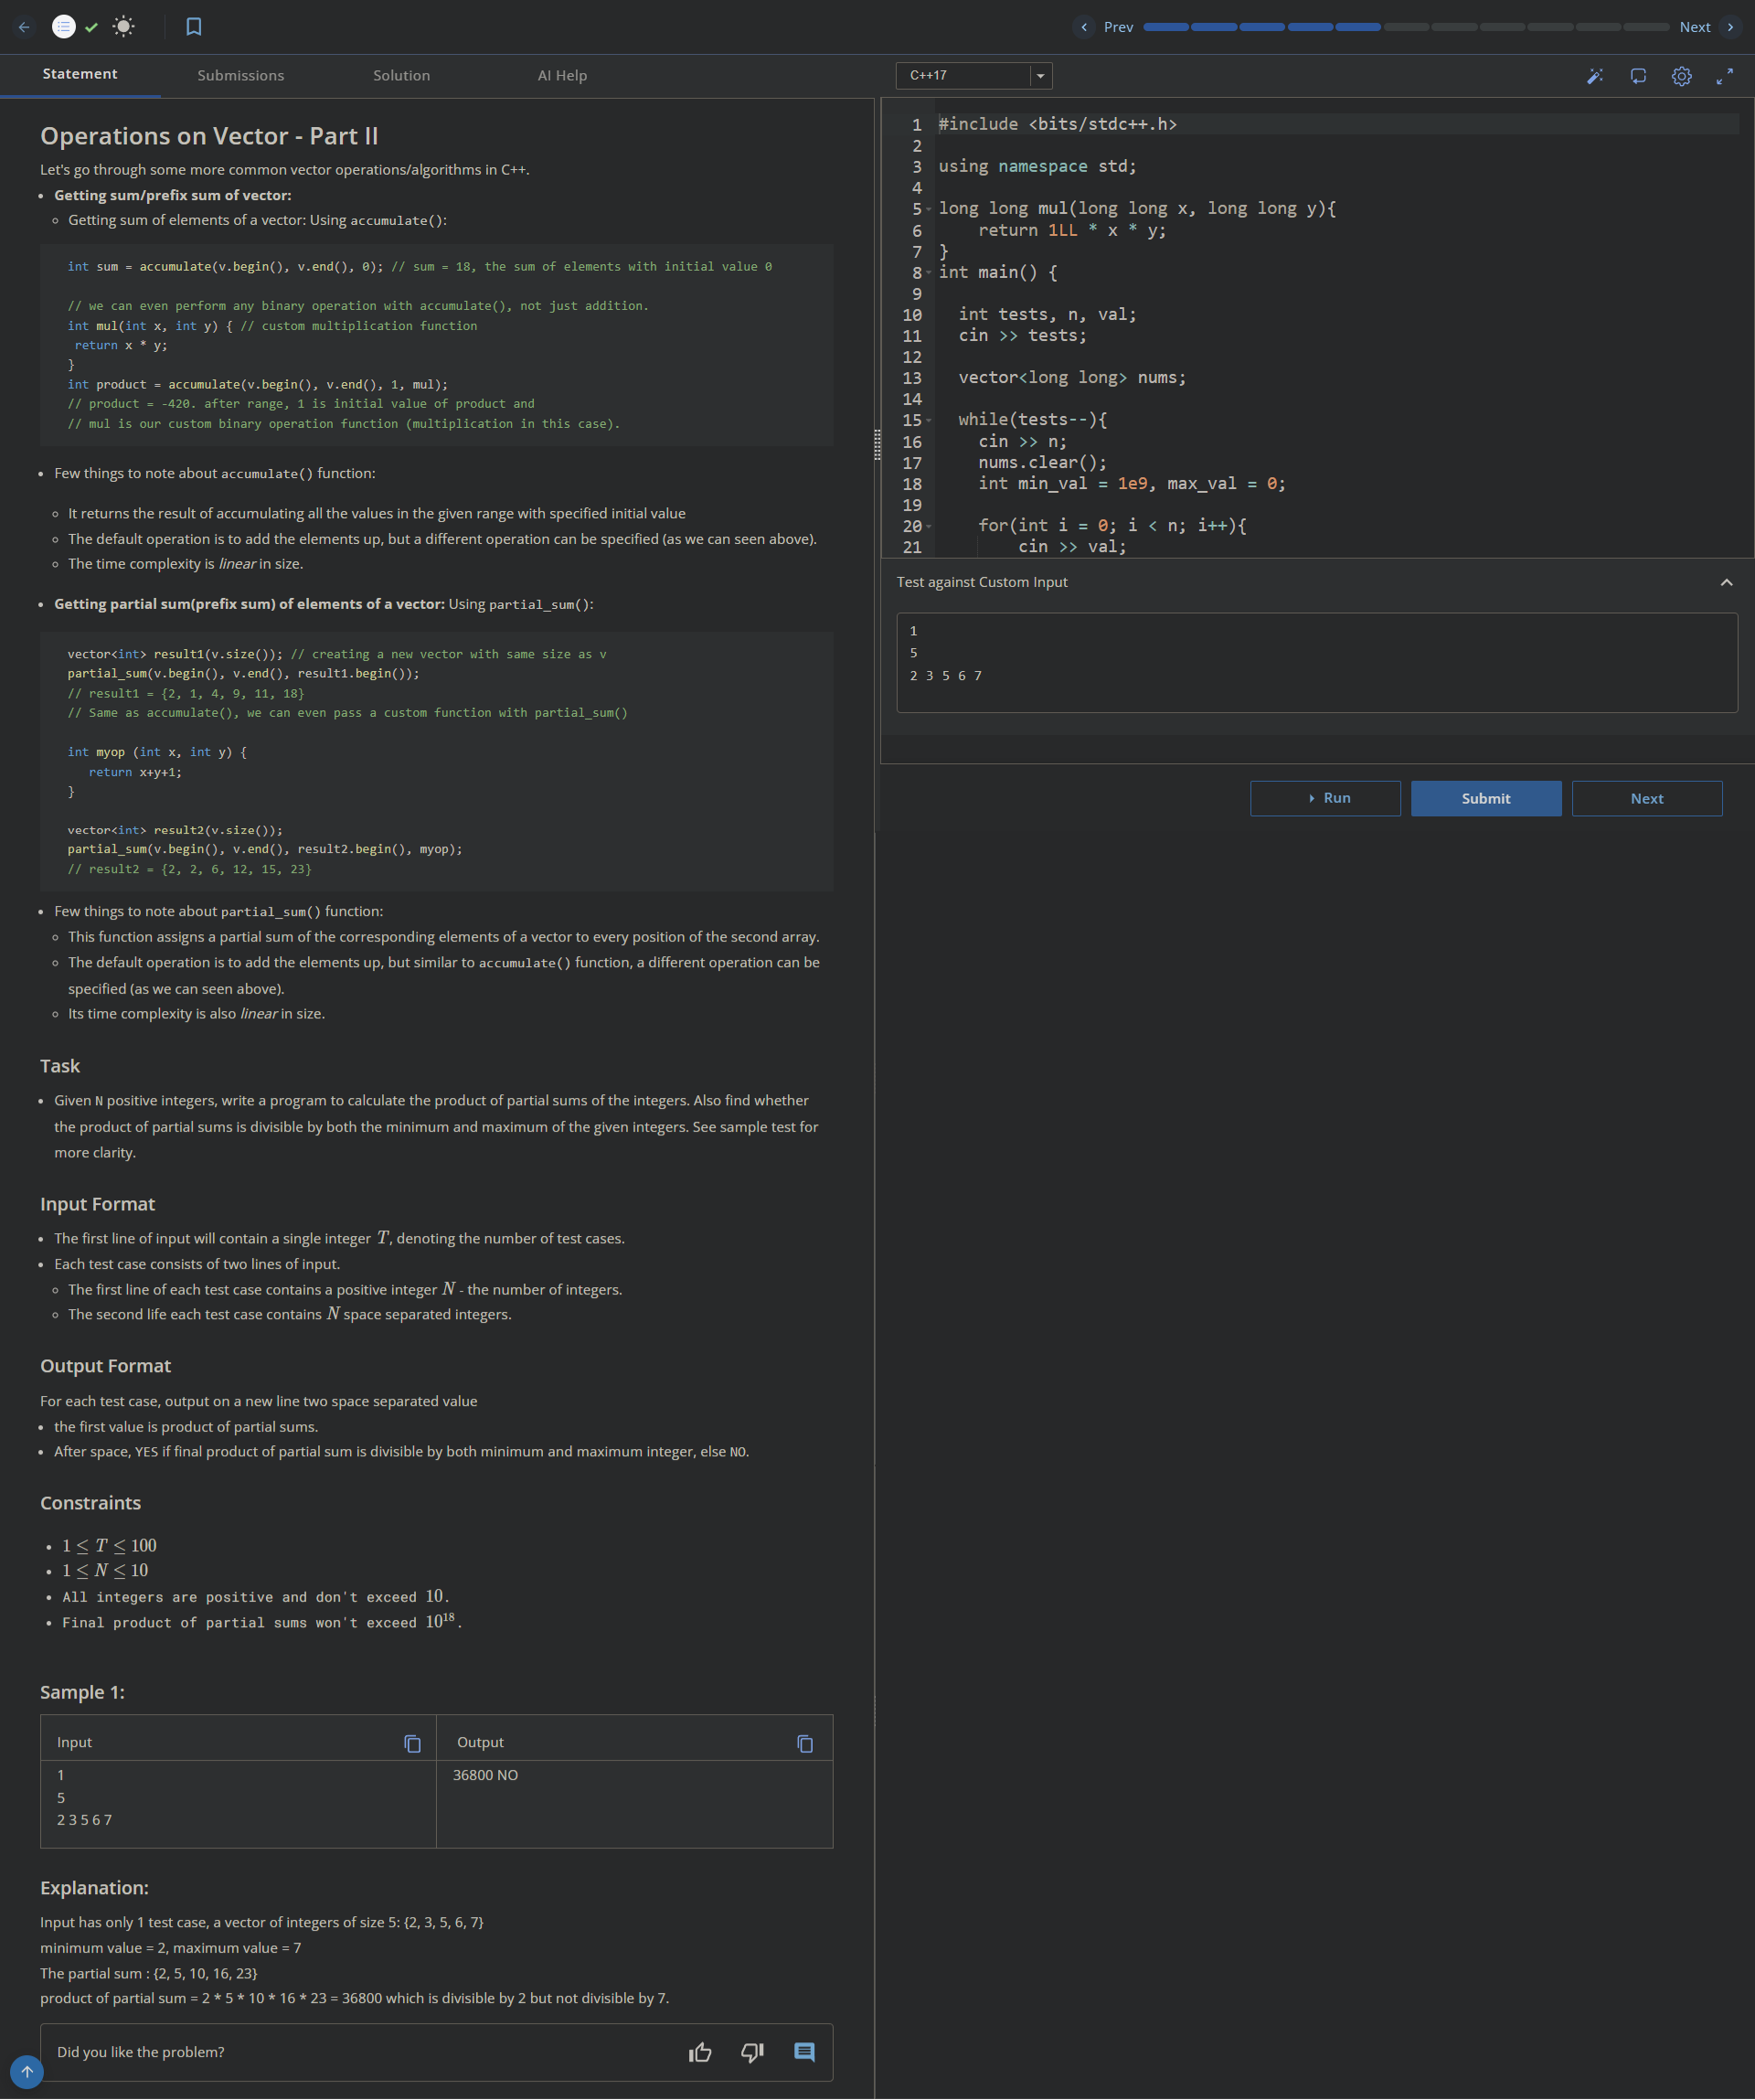 Prev
Next
Statement
Submissions
Solution
AI Help
Operations on Vector - Part II
Let's go through some more common vector operations/algorithms in C++.
• Getting sum/prefix sum of vector:
○ Getting sum of elements of a vector: Using accumulate():
int sum = accumulate(v.begin(), v.end(), 0); // sum = 18, the sum of elements with initial value 0
// we can even perform any binary operation with accumulate(), not just addition.
int mul(int x, int y) { // custom multiplication function
return x * y;
}
int product = accumulate(v.begin(), v.end(), 1, mul);
// product = -420. after range, 1 is initial value of product and
// mul is our custom binary operation function (multiplication in this case).
• Few things to note about accumulate() function:
○ It returns the result of accumulating all the values in the given range with specified initial value
○ The default operation is to add the elements up, but a different operation can be specified (as we can seen above).
○ The time complexity is linear in size.
• Getting partial sum(prefix sum) of elements of a vector: Using partial_sum():
vector<int> result1(v.size()); // creating a new vector with same size as v
partial_sum(v.begin(), v.end(), result1.begin());
// result1 = {2, 1, 4, 9, 11, 18}
// Same as accumulate(), we can even pass a custom function with partial_sum()
int myop (int x, int y) {
return x+y+1;
}
vector<int> result2(v.size());
partial_sum(v.begin(), v.end(), result2.begin(), myop);
// result2 = {2, 2, 6, 12, 15, 23}
• Few things to note about partial_sum() function:
○ This function assigns a partial sum of the corresponding elements of a vector to every position of the second array.
○ The default operation is to add the elements up, but similar to accumulate() function, a different operation can be
specified (as we can seen above).
○ Its time complexity is also linear in size.
Task
• Given N positive integers, write a program to calculate the product of partial sums of the integers. Also find whether
the product of partial sums is divisible by both the minimum and maximum of the given integers. See sample test for
more clarity.
Input Format
• The first line of input will contain a single integer T, denoting the number of test cases.
• Each test case consists of two lines of input.
○ The first line of each test case contains a positive integer N - the number of integers.
○ The second life each test case contains N space separated integers.
Output Format
For each test case, output on a new line two space separated value
• the first value is product of partial sums.
• After space, YES if final product of partial sum is divisible by both minimum and maximum integer, else NO.
Constraints
• 1 ≤ T ≤ 100
• 1 ≤ N ≤ 10
• All integers are positive and don't exceed 10.
• Final product of partial sums won't exceed 10^18.
Sample 1:
Input
Output
1
5
2 3 5 6 7
36800 NO
Explanation:
Input has only 1 test case, a vector of integers of size 5: {2, 3, 5, 6, 7}
minimum value = 2, maximum value = 7
The partial sum : {2, 5, 10, 16, 23}
product of partial sum = 2 * 5 * 10 * 16 * 23 = 36800 which is divisible by 2 but not divisible by 7.
Did you like the problem?
C++17
1 #include <bits/stdc++.h>
2
3 using namespace std;
4
5 long long mul(long long x, long long y){
6 return 1LL * x * y;
7 }
8 int main() {
9
10 int tests, n, val;
11 cin >> tests;
12
13 vector<long long> nums;
14
15 while(tests--){
16 cin >> n;
17 nums.clear();
18 int min_val = 1e9, max_val = 0;
19
20 for(int i = 0; i < n; i++){
21 cin >> val;
Test against Custom Input
1
5
2 3 5 6 7
Run
Submit
Next